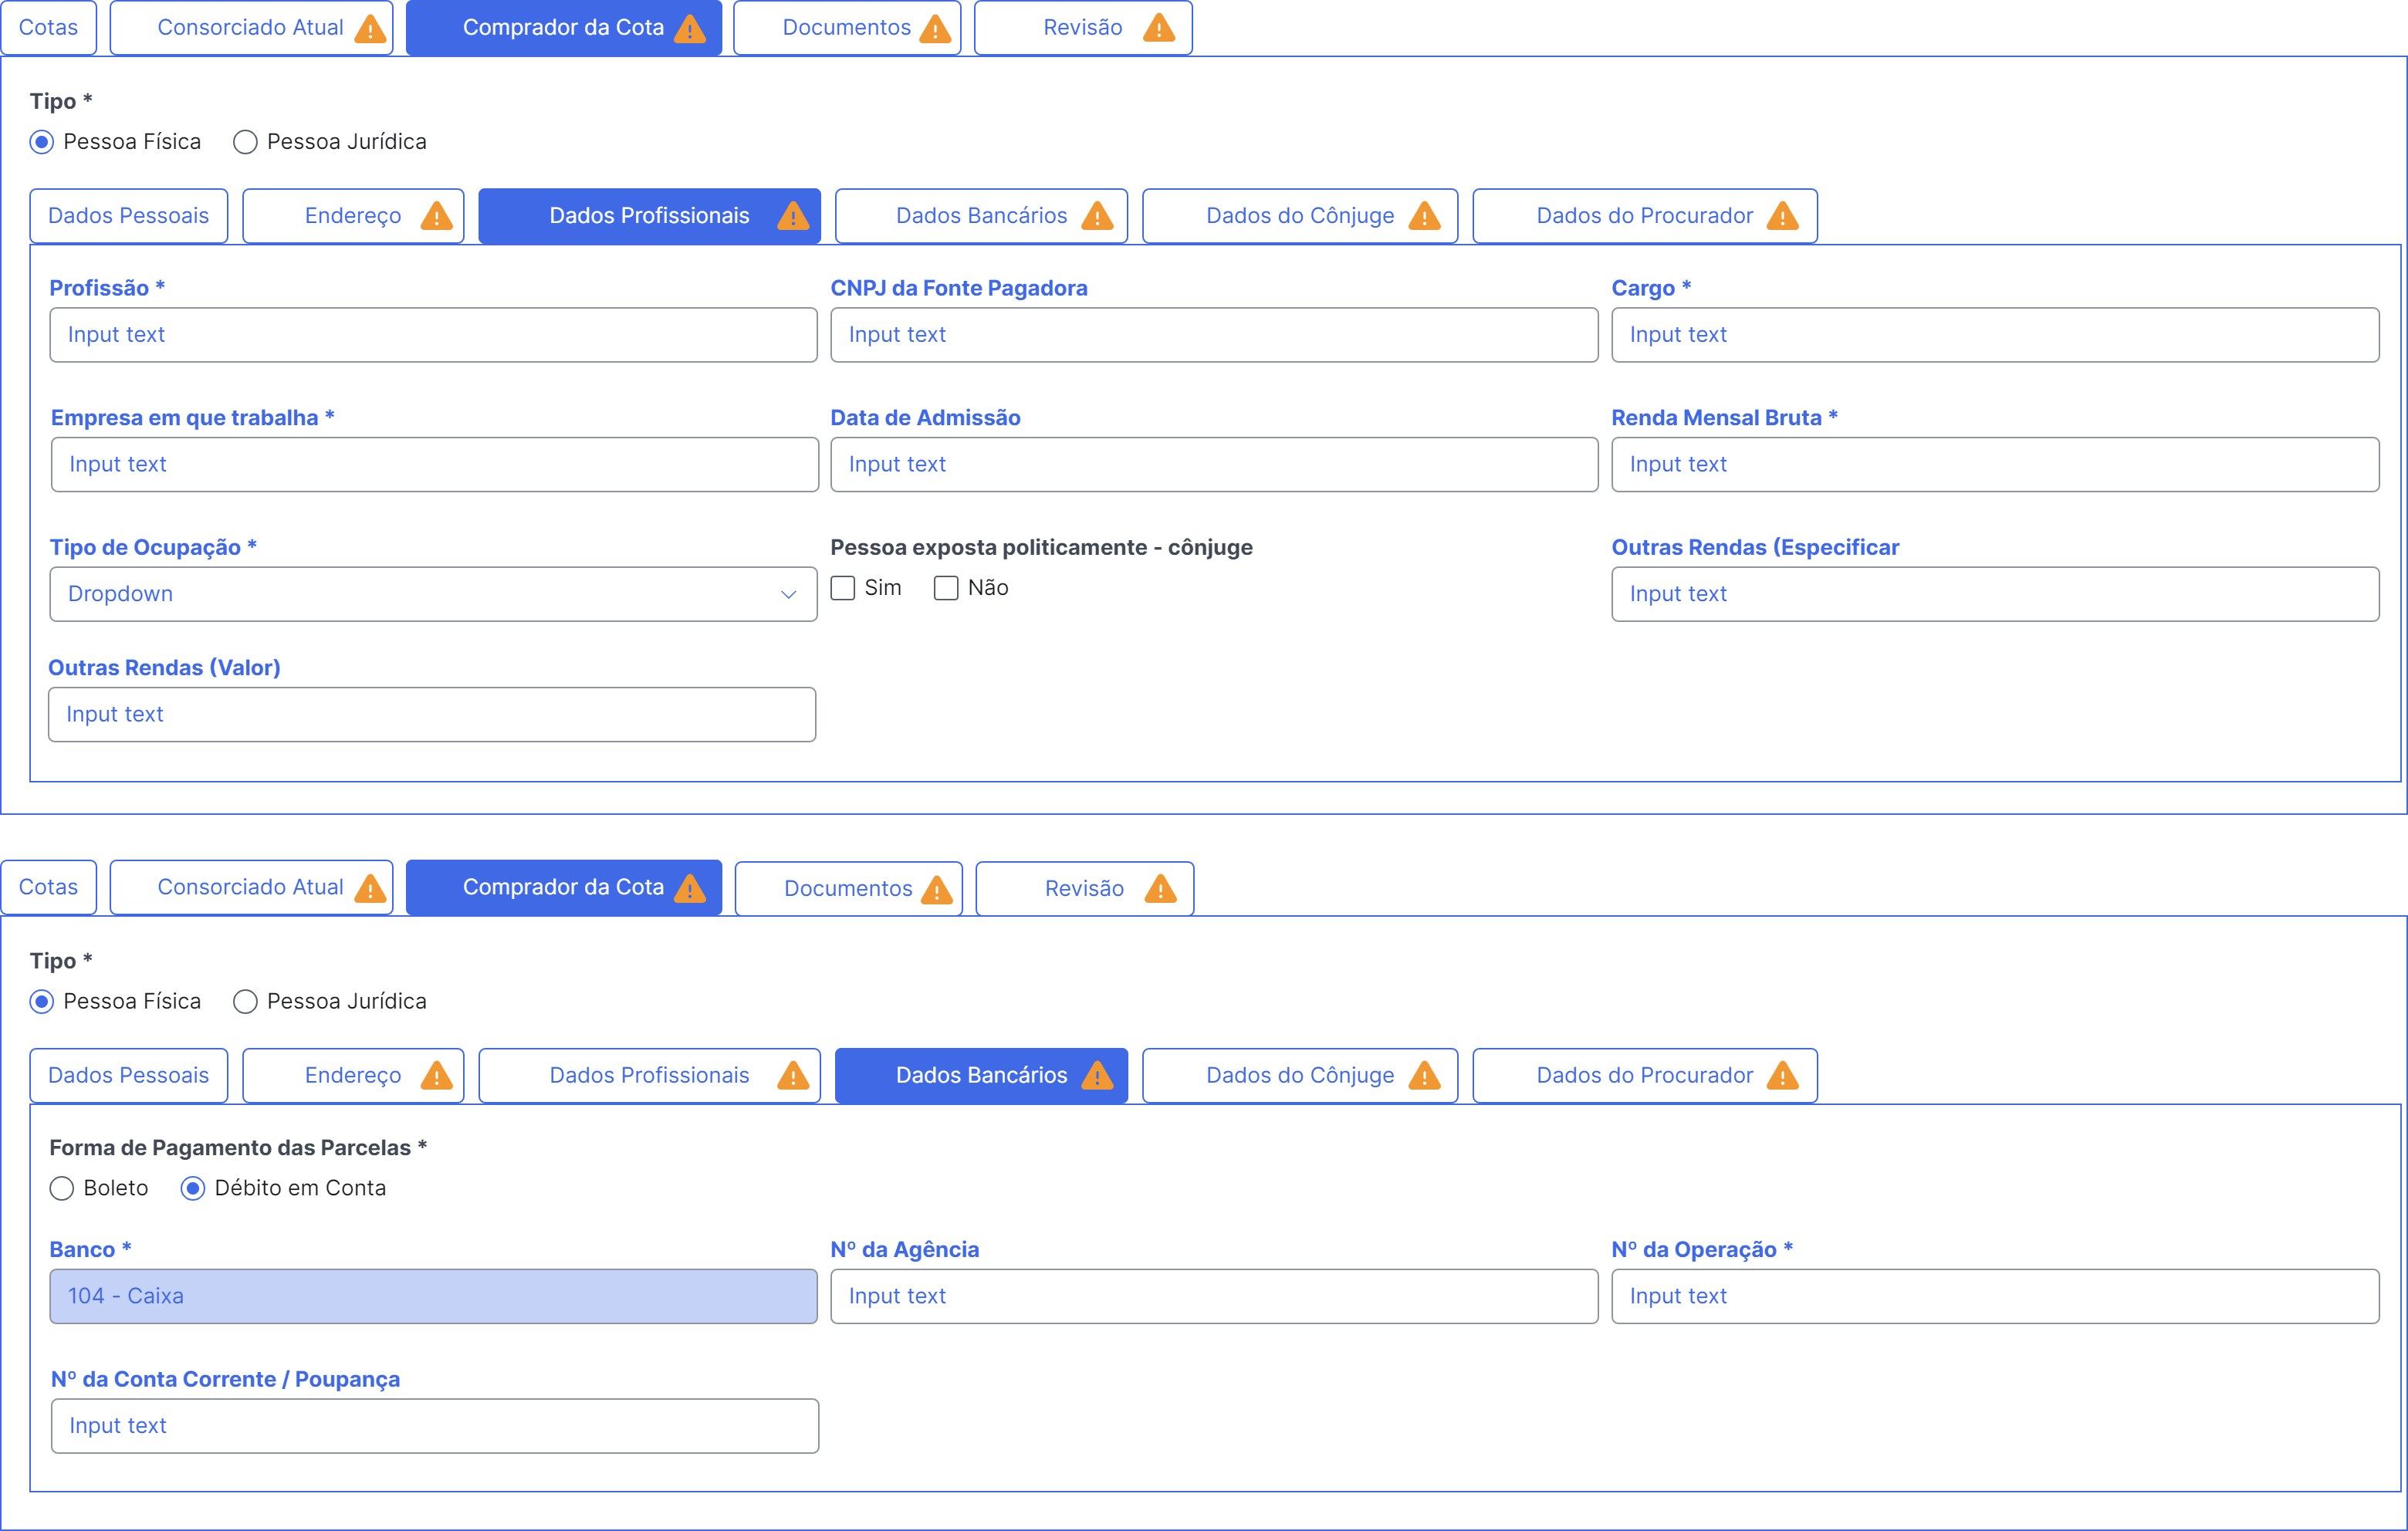 Cotas Consorciado Atual Comprador da Cota Documentos Revisão
Tipo *
Pessoa Física Pessoa Jurídica
Dados Pessoais Endereço Dados Profissionais Dados Bancários Dados do Cônjuge Dados do Procurador
Profissão * CNPJ da Fonte Pagadora Cargo *
Input text Input text Input text
Empresa em que trabalha * Data de Admissão Renda Mensal Bruta *
Input text Input text Input text
Tipo de Ocupação * Pessoa exposta politicamente - cônjuge Outras Rendas (Especificar
Dropdown Sim Não Input text
Outras Rendas (Valor)
Input text
Cotas Consorciado Atual Comprador da Cota Documentos Revisão
Tipo *
Pessoa Física Pessoa Jurídica
Dados Pessoais Endereço Dados Profissionais Dados Bancários Dados do Cônjuge Dados do Procurador
Forma de Pagamento das Parcelas *
Boleto Débito em Conta
Banco * Nº da Agência Nº da Operação *
104 - Caixa Input text Input text
Nº da Conta Corrente / Poupança
Input text